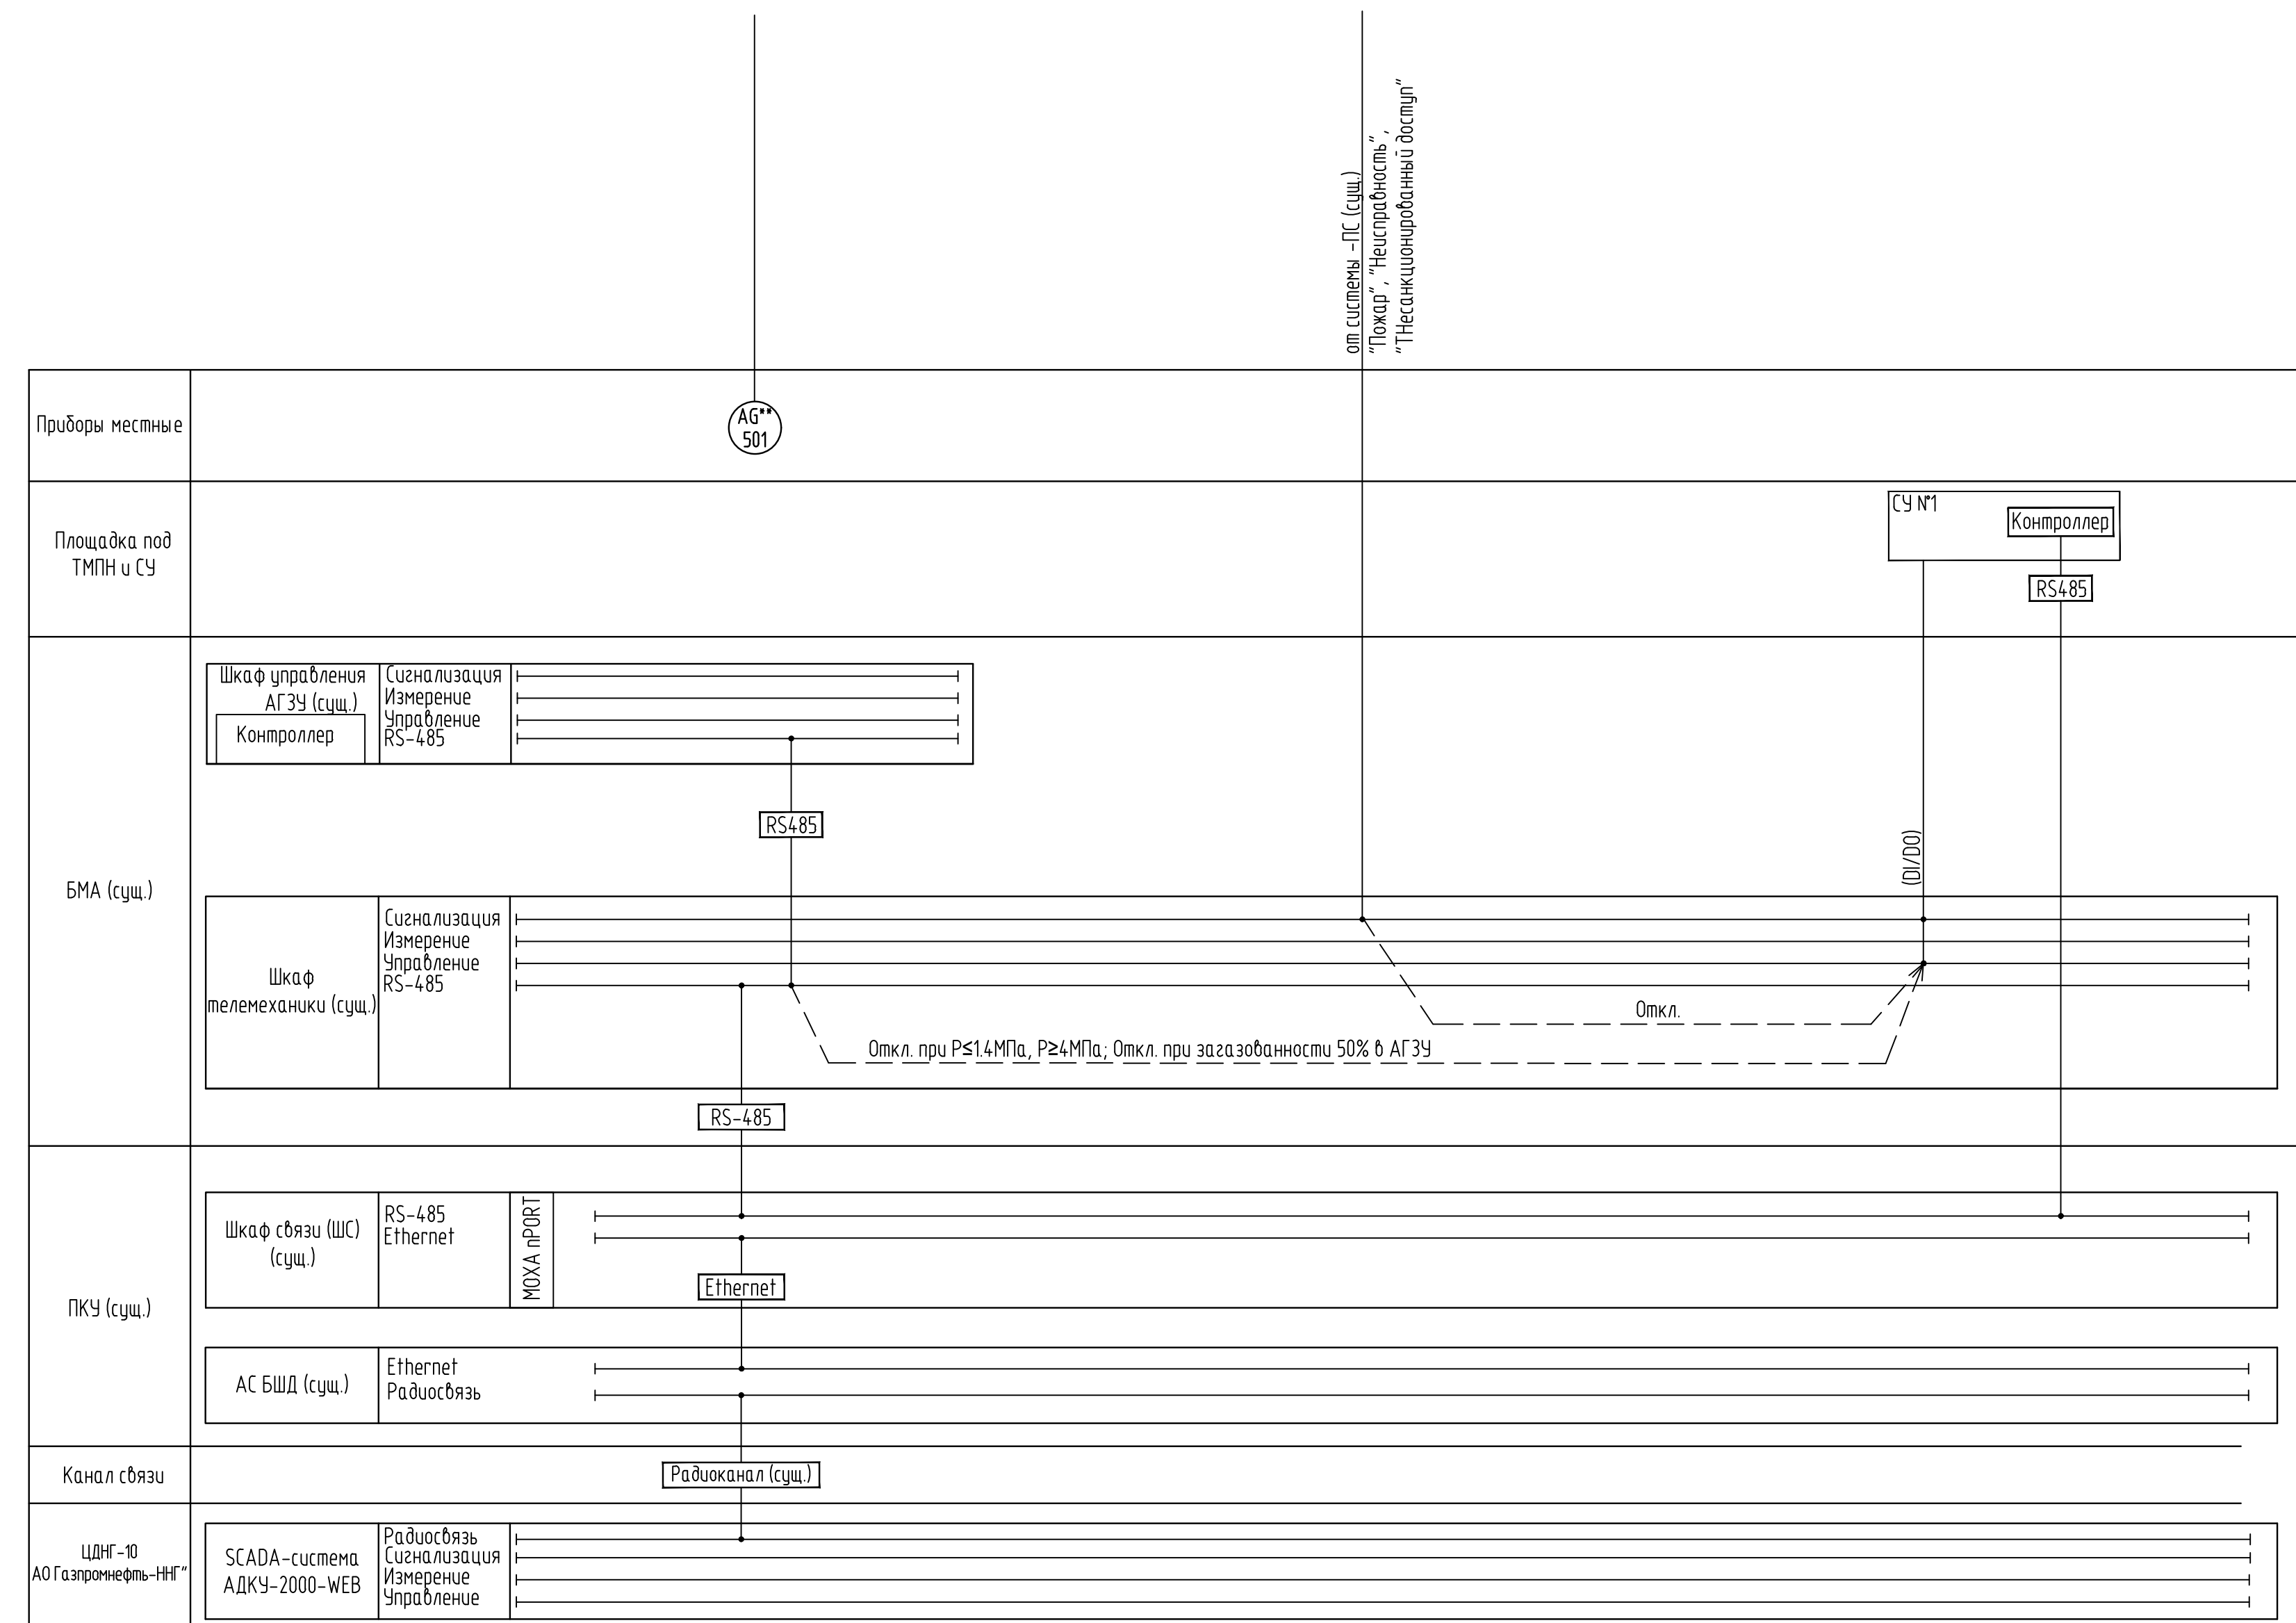 от системы -ПС (сущ.)
"Пожар", "Неисправность",
"ТНесанкционированный доступ"
Приборы местные
AG**
501
Площадка под
ТМПН и СУ
СУ №1
Контроллер
RS485
БМА (сущ.)
Шкаф управления
АГЗУ (сущ.)
Контроллер
Сигнализация
Измерение
Управление
RS-485
RS485
(DI/DO)
Шкаф
телемеханики (сущ.)
Сигнализация
Измерение
Управление
RS-485
Откл.
Откл. при P≤1.4МПа, P≥4МПа; Откл. при загазованности 50% в АГЗУ
RS-485
ПКУ (сущ.)
Шкаф связи (ШС)
(сущ.)
RS-485
Ethernet
MOXA nPORT
Ethernet
АС БШД (сущ.)
Ethernet
Радиосвязь
Канал связи
Радиоканал (сущ.)
ЦДНГ-10
АО Газпромнефть-ННГ"
SCADA-система
АДКУ-2000-WEB
Радиосвязь
Сигнализация
Измерение
Управление